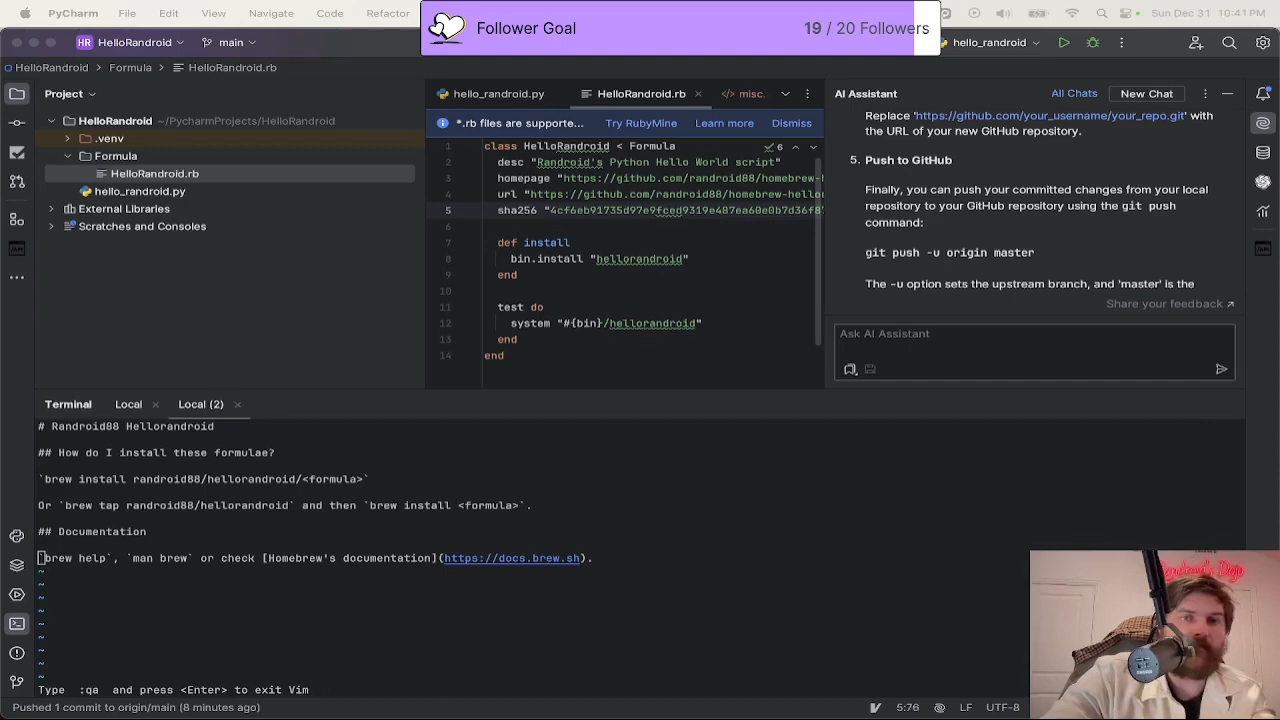 PyCharm File Edit View Navigate Code Refactor
Sun Dec 31 10:41 PM
Follower Goal
19 / 20 Followers
HR HelloRandroid main
hello_randroid
HelloRandroid Formula HelloRandroid.rb
Project
HelloRandroid ~/PycharmProjects/HelloRandroid
.venv
Formula
HelloRandroid.rb
hello_randroid.py
External Libraries
Scratches and Consoles
hello_randroid.py
HelloRandroid.rb
misc.
*.rb files are supporte... Try RubyMine Learn more Dismiss
6
1 class HelloRandroid < Formula
2 desc "Randroid's Python Hello World script"
3 homepage "https://github.com/randroid88/homebrew-hello
4 url "https://github.com/randroid88/homebrew-hellor
5 sha256 "4cf6eb91735d97e9fced9319e487ea60e0b7d36f8
6
7 def install
8 bin.install "hellorandroid"
9 end
10
11 test do
12 system "#{bin}/hellorandroid"
13 end
14 end
AI Assistant
All Chats New Chat
Replace 'https://github.com/your_username/your_repo.git' with
the URL of your new GitHub repository.
5. Push to GitHub
Finally, you can push your committed changes from your local
repository to your GitHub repository using the git push
command:
git push -u origin master
The -u option sets the upstream branch, and 'master' is the
Share your feedback ↗
Ask AI Assistant
Terminal Local Local (2)
# Randroid88 Hellorandroid
## How do I install these formulae?
`brew install randroid88/hellorandroid/<formula>`
Or `brew tap randroid88/hellorandroid` and then `brew install <formula>`.
## Documentation
`brew help`, `man brew` or check [Homebrew's documentation](https://docs.brew.sh).
~
~
~
~
~
~
~
~
~
Type :qa and press <Enter> to exit Vim
Randroid's Dojo
Pushed 1 commit to origin/main (8 minutes ago)
5:76 LF UTF-8